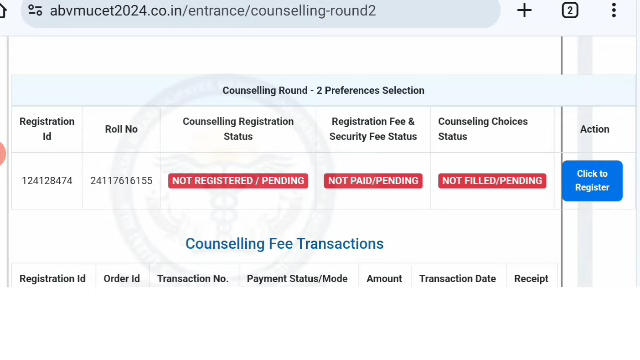 2
abvmucet2024.co.in/entrance/counselling-round2
Counselling Round - 2 Preferences Selection
Registration Id
Roll No
Counselling Registration Status
Registration Fee & Security Fee Status
Counseling Choices Status
Action
124128474
24117616155
NOT REGISTERED / PENDING
NOT PAID/PENDING
NOT FILLED/PENDING
Click to Register
Counselling Fee Transactions
Registration Id
Order Id
Transaction No.
Payment Status/Mode
Amount
Transaction Date
Receipt